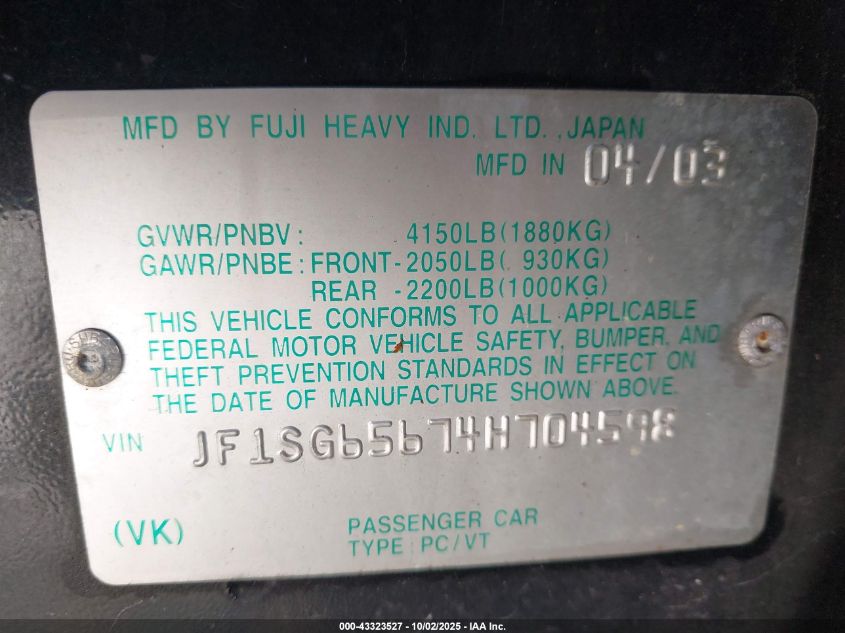 MFD BY FUJI HEAVY IND. LTD., JAPAN
MFD IN 04/03
GVWR/PNBV: 4150LB(1880KG)
GAWR/PNBE: FRONT-2050LB( 930KG)
REAR -2200LB(1000KG)
THIS VEHICLE CONFORMS TO ALL APPLICABLE
FEDERAL MOTOR VEHICLE SAFETY, BUMPER, AND
THEFT PREVENTION STANDARDS IN EFFECT ON
THE DATE OF MANUFACTURE SHOWN ABOVE.
VIN JF1SG65674H704598
(VK) PASSENGER CAR
TYPE: PC/VT
000-43323527 - 10/02/2025 - IAA Inc.